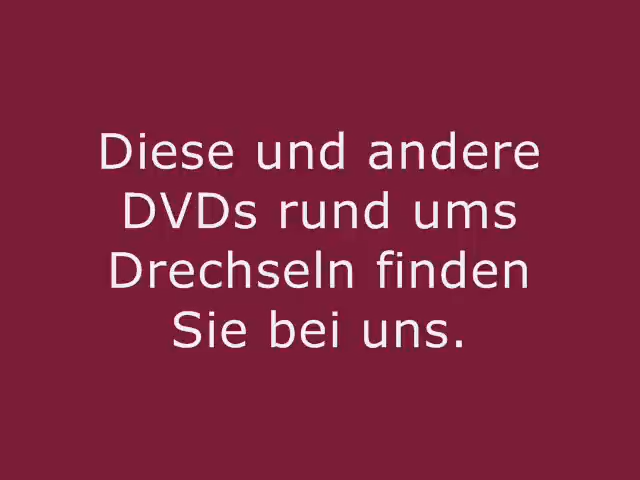 Diese und andere
DVDs rund ums
Drechseln finden
Sie bei uns.